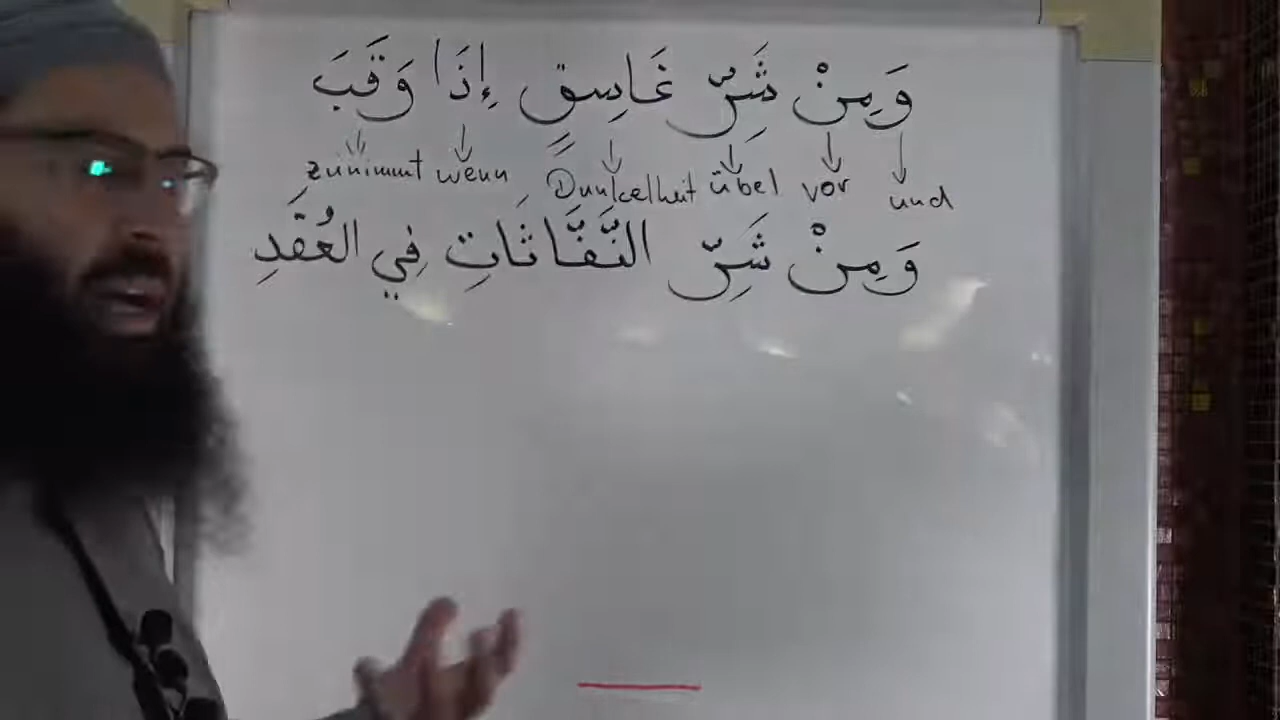 وَمِنْ شَرِّ غَاسِقٍ إِذَا وَقَبَ
zunimmt wenn Dunkelheit übel vor und
وَمِنْ شَرِّ النَّفَّاثَاتِ فِي العُقَدِ